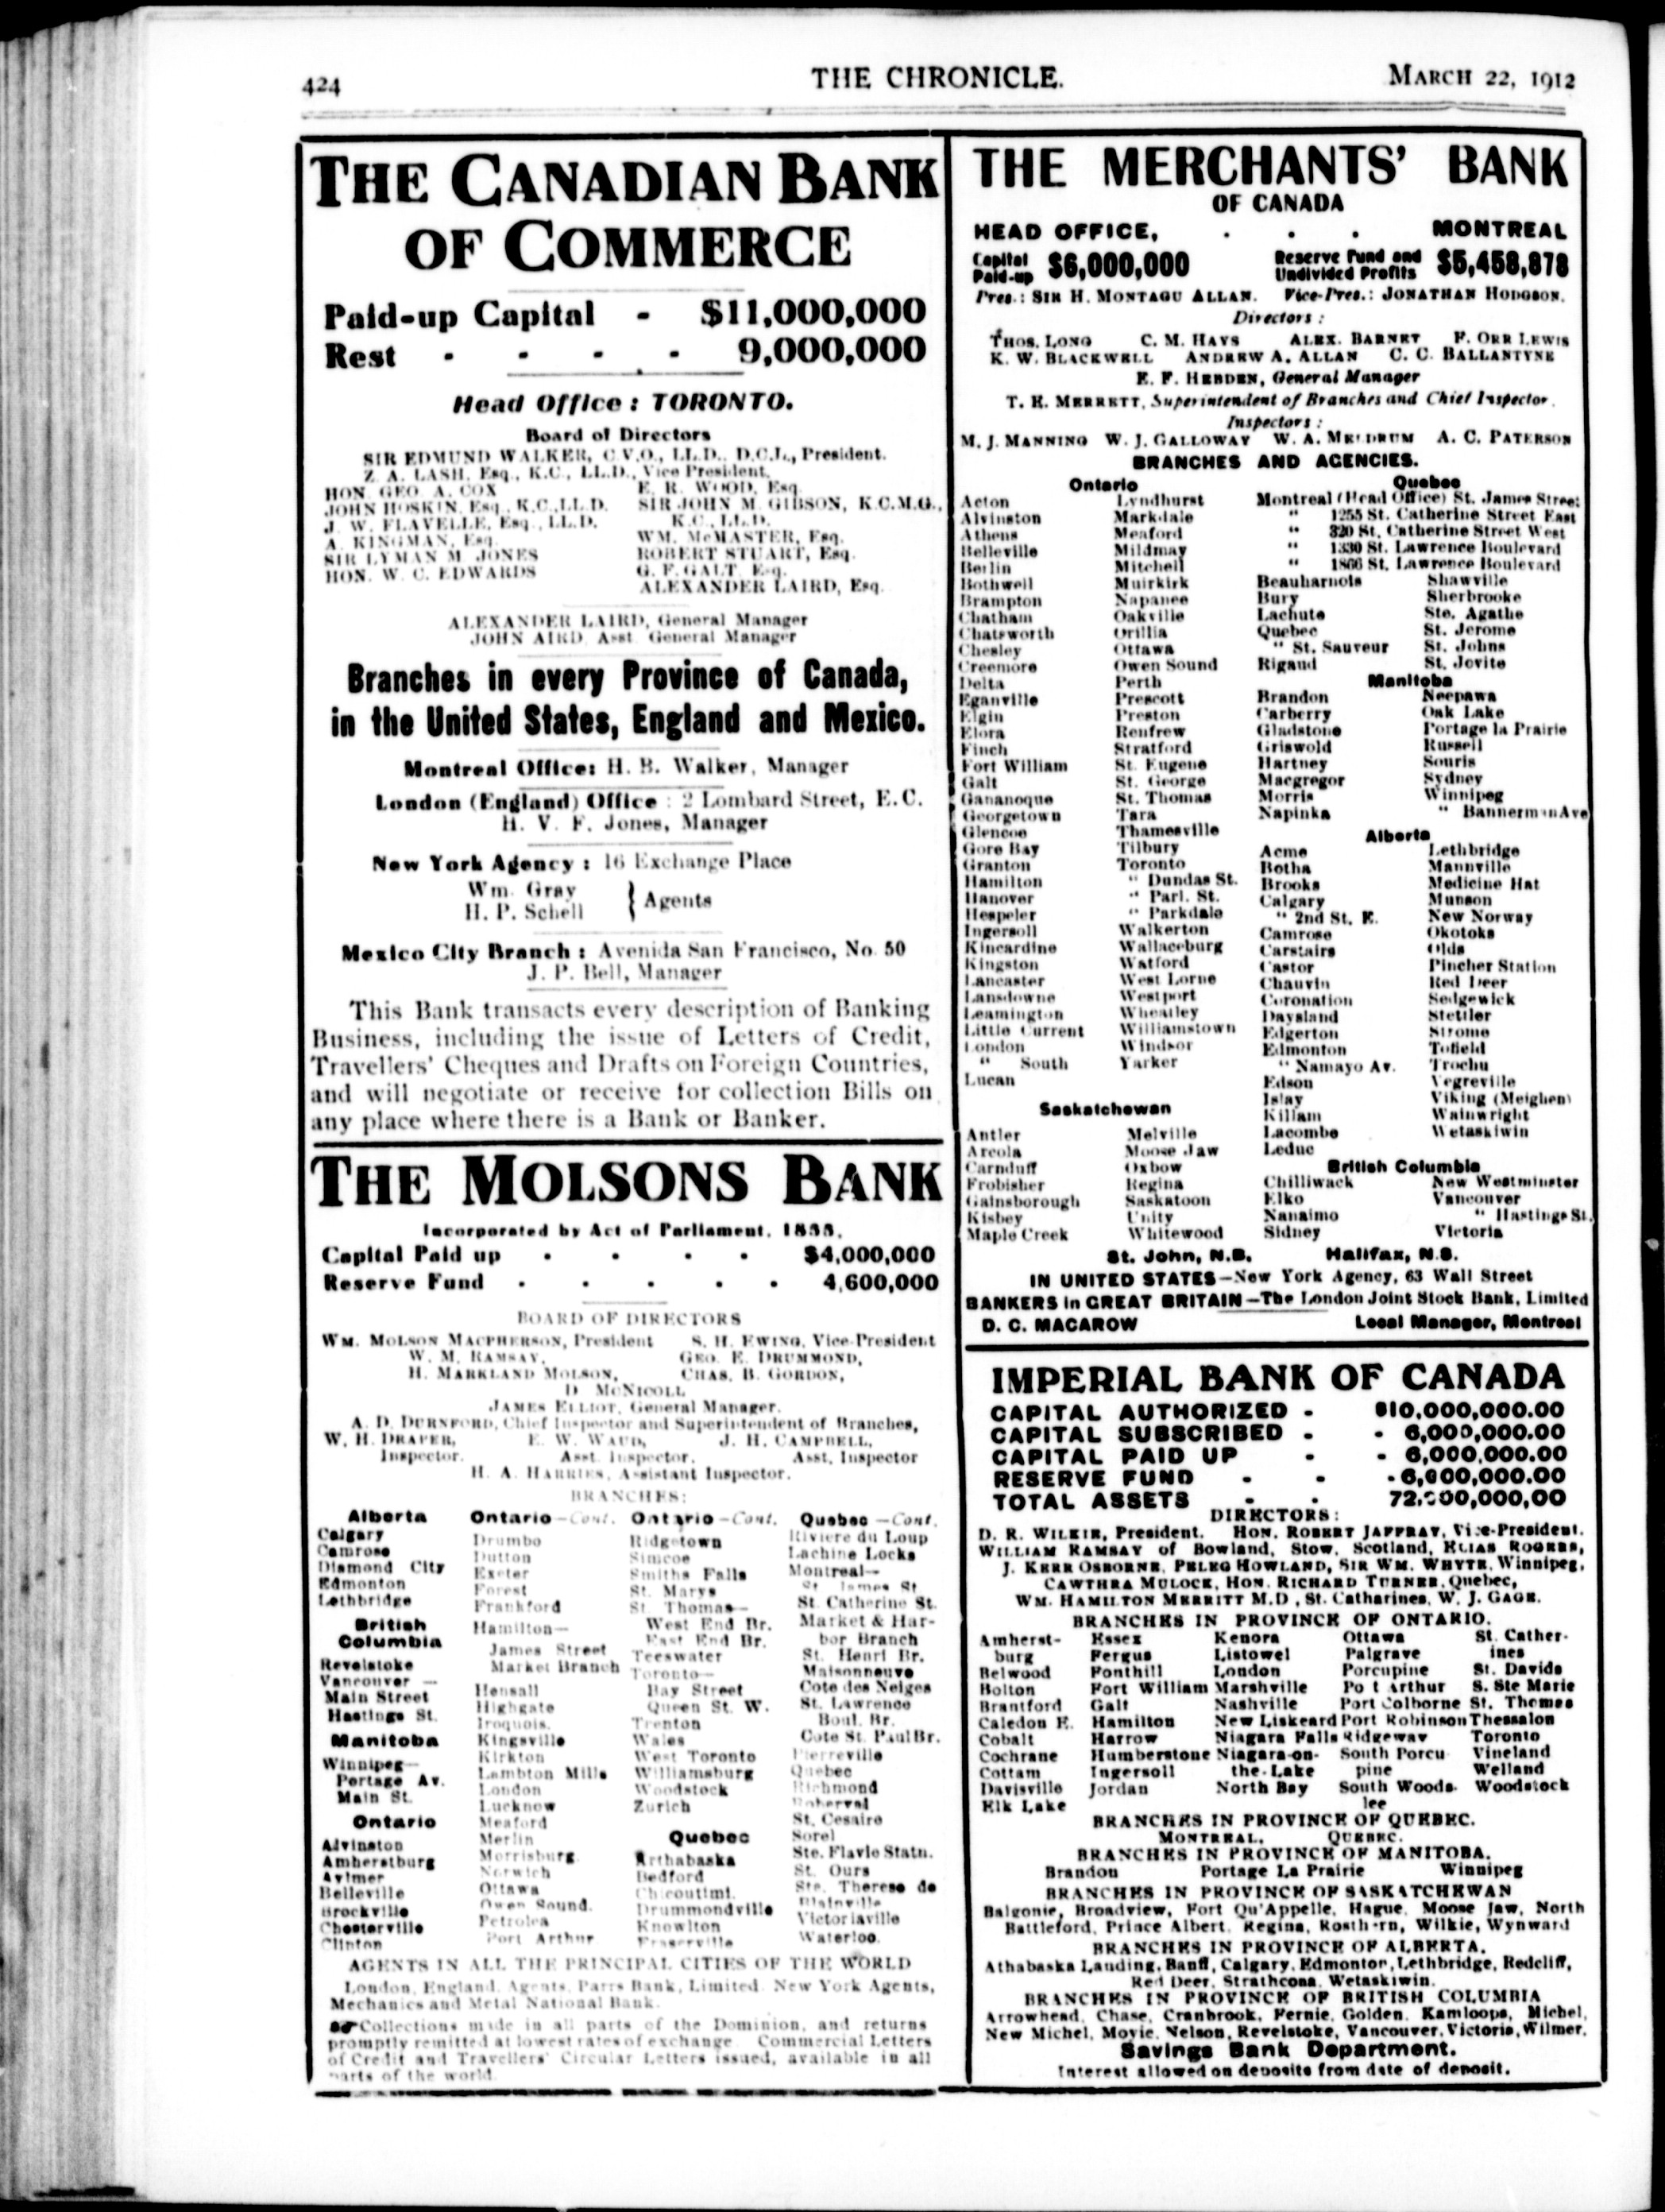 424
THE CHRONICLE.
MARCH 22, 1912
THE CANADIAN BANK
OF COMMERCE
Paid-up Capital - $11,000,000
Rest - - - - 9,000,000
Head Office : TORONTO.
Board of Directors
SIR EDMUND WALKER, C.V.O., LL.D., D.C.L., President.
Z. A. LASH, Esq., K.C., LL.D., Vice President.
HON. GEO. A. COX
JOHN HOSKIN, Esq., K.C., LL.D.
J. W. FLAVELLE, Esq., LL.D.
A. KINGMAN, Esq.
SIR LYMAN M. JONES
HON. W. C. EDWARDS
E. R. WOOD, Esq.
SIR JOHN M. GIBSON, K.C.M.G.,
K.C., LL.D.
WM. McMASTER, Esq.
ROBERT STUART, Esq.
G. F. GALT, Esq.
ALEXANDER LAIRD, Esq.
ALEXANDER LAIRD, General Manager
JOHN AIRD, Asst. General Manager
Branches in every Province of Canada,
in the United States, England and Mexico.
Montreal Office: H. B. Walker, Manager
London (England) Office : 2 Lombard Street, E.C.
H. V. F. Jones, Manager
New York Agency : 16 Exchange Place
Wm. Gray
H. P. Schell } Agents
Mexico City Branch : Avenida San Francisco, No. 50
J. P. Bell, Manager
This Bank transacts every description of Banking
Business, including the issue of Letters of Credit,
Travellers' Cheques and Drafts on Foreign Countries,
and will negotiate or receive for collection Bills on
any place where there is a Bank or Banker.
THE MOLSONS BANK
Incorporated by Act of Parliament, 1855.
Capital Paid up - - - - $4,000,000
Reserve Fund - - - - - 4,600,000
BOARD OF DIRECTORS
WM. MOLSON MACPHERSON, President S. H. EWING, Vice-President
W. M. RAMSAY, GEO. E. DRUMMOND,
H. MARKLAND MOLSON, CHAS. B. GORDON,
D. MCNICOLL
JAMES ELLIOT, General Manager.
A. D. DURNFORD, Chief Inspector and Superintendent of Branches,
W. H. DRAPER, E. W. WAUD, J. H. CAMPBELL,
Inspector. Asst. Inspector. Asst. Inspector
H. A. HARRIES, Assistant Inspector.
BRANCHES:
Alberta
Calgary
Camrose
Diamond City
Edmonton
Lethbridge
British
Columbia
Revelstoke
Vancouver —
Main Street
Hastings St.
Manitoba
Winnipeg—
Portage Av.
Main St.
Ontario
Alvinston
Amherstburg
Aylmer
Belleville
Brockville
Chesterville
Clinton
Ontario—Cont.
Drumbo
Dutton
Exeter
Forest
Frankford
Hamilton—
James Street
Market Branch
Hensall
Highgate
Iroquois.
Kingsville
Kirkton
Lambton Mills
London
Lucknow
Meaford
Merlin
Morrisburg
Norwich
Ottawa
Owen Sound.
Petrolea
Port Arthur
Ontario—Cont.
Ridgetown
Simcoe
Smiths Falls
St. Marys
St. Thomas—
West End Br.
East End Br.
Teeswater
Toronto—
Bay Street
Queen St. W.
Trenton
Wales
West Toronto
Williamsburg
Woodstock
Zurich
Quebec
Arthabaska
Bedford
Chicoutimi.
Drummondville
Knowlton
Fraserville
Quebec—Cont.
Riviere du Loup
Lachine Locks
Montreal—
St. James St
St. Catherine St.
Market & Har-
bor Branch
St. Henri Br.
Maisonneuve
Cote des Neiges
St. Lawrence
Boul. Br.
Cote St. Paul Br.
Pierreville
Quebec
Richmond
Roberval
St. Cesaire
Sorel
Ste. Flavie Statn.
St. Ours
Ste. Therese de
Blainville
Victoriaville
Waterloo.
AGENTS IN ALL THE PRINCIPAL CITIES OF THE WORLD
London, England, Agents, Parrs Bank, Limited. New York Agents,
Mechanics and Metal National Bank.
Collections made in all parts of the Dominion, and returns
promptly remitted at lowest rates of exchange. Commercial Letters
of Credit and Travellers' Circular Letters issued, available in all
parts of the world.
THE MERCHANTS' BANK
OF CANADA
HEAD OFFICE, . . . MONTREAL
Capital
Paid-up $6,000,000
Reserve Fund and
Undivided Profits $5,458,878
Pres.: SIR H. MONTAGU ALLAN. Vice-Pres.: JONATHAN HODGSON.
Directors :
THOS. LONG C. M. HAYS ALEX. BARNET F. ORR LEWIS
K. W. BLACKWELL ANDREW A. ALLAN C. C. BALLANTYNE
E. F. HEBDEN, General Manager
T. E. MERRETT, Superintendent of Branches and Chief Inspector.
Inspectors :
M. J. MANNING W. J. GALLOWAY W. A. MELDRUM A. C. PATERSON
BRANCHES AND AGENCIES.
Ontario
Acton
Alvinston
Athens
Belleville
Berlin
Bothwell
Brampton
Chatham
Chatsworth
Chesley
Creemore
Delta
Eganville
Elgin
Elora
Finch
Fort William
Galt
Gananoque
Georgetown
Glencoe
Gore Bay
Granton
Hamilton
Hanover
Hespeler
Ingersoll
Kincardine
Kingston
Lancaster
Lansdowne
Leamington
Little Current
London
" South
Lucan
Lyndhurst
Markdale
Meaford
Mildmay
Mitchell
Muirkirk
Napanee
Oakville
Orillia
Ottawa
Owen Sound
Perth
Prescott
Preston
Renfrew
Stratford
St. Eugene
St. George
St. Thomas
Tara
Thamesville
Tilbury
Toronto
" Dundas St.
" Parl. St.
" Parkdale
Walkerton
Wallaceburg
Watford
West Lorne
Westport
Wheatley
Williamstown
Windsor
Yarker
Quebec
Montreal (Head Office) St. James Street
" 1255 St. Catherine Street East
" 320 St. Catherine Street West
" 1330 St. Lawrence Boulevard
" 1866 St. Lawrence Boulevard
Beauharnois Shawville
Bury Sherbrooke
Lachute Ste. Agathe
Quebec St. Jerome
" St. Sauveur St. Johns
Rigaud St. Jovite
Manitoba
Brandon Neepawa
Carberry Oak Lake
Gladstone Portage la Prairie
Griswold Russell
Hartney Souris
Macgregor Sydney
Morris Winnipeg
Napinka " Bannerman Ave
Alberta
Acme Lethbridge
Botha Mannville
Brooks Medicine Hat
Calgary Munson
" 2nd St. E. New Norway
Camrose Okotoks
Carstairs Olds
Castor Pincher Station
Chauvin Red Deer
Coronation Sedgewick
Daysland Stettler
Edgerton Strome
Edmonton Tofield
" Namayo Av. Trochu
Edson Vegreville
Islay Viking (Meighen)
Killam Wainwright
Lacombe Wetaskiwin
Leduc
Saskatchewan
Antler Melville
Arcola Moose Jaw
Carnduff Oxbow
Frobisher Regina
Gainsborough Saskatoon
Kisbey Unity
Maple Creek Whitewood
British Columbia
Chilliwack New Westminster
Elko Vancouver
Nanaimo " Hastings St.
Sidney Victoria
St. John, N.B. Halifax, N.S.
IN UNITED STATES—New York Agency, 63 Wall Street
BANKERS in GREAT BRITAIN—The London Joint Stock Bank, Limited
D. C. MACAROW Local Manager, Montreal
IMPERIAL BANK OF CANADA
CAPITAL AUTHORIZED - $10,000,000.00
CAPITAL SUBSCRIBED - - 6,000,000.00
CAPITAL PAID UP - - 6,000,000.00
RESERVE FUND - - - 6,000,000.00
TOTAL ASSETS - -
DIRECTORS:
D. R. WILKIE, President. HON. ROBERT JAFFRAY, Vice-President.
WILLIAM RAMSAY of Bowland, Stow, Scotland, ELIAS ROGERS,
J. KERR OSBORNE, PELEG HOWLAND, SIR WM. WHYTE, Winnipeg,
CAWTHRA MULOCK, HON. RICHARD TURNER, Quebec,
WM. HAMILTON MERRITT M.D., St. Catharines, W. J. GAGE.
BRANCHES IN PROVINCE OF ONTARIO.
Amherst- Essex Kenora Ottawa St. Cather-
burg Fergus Listowel Palgrave ines
Belwood Fonthill London Porcupine St. Davids
Bolton Fort William Marshville Po t Arthur S. Ste Marie
Brantford Galt Nashville Port Colborne St. Thomas
Caledon E. Hamilton New Liskeard Port Robinson Thessalon
Cobalt Harrow Niagara Falls Ridgeway Toronto
Cochrane Humberstone Niagara-on- South Porcu Vineland
Cottam Ingersoll the-Lake pine Welland
Davisville Jordan North Bay South Woods- Woodstock
Elk Lake lee
BRANCHES IN PROVINCE OF QUEBEC.
MONTREAL, QUEBEC.
BRANCHES IN PROVINCE OF MANITOBA.
Brandon Portage La Prairie Winnipeg
BRANCHES IN PROVINCE OF SASKATCHEWAN
Balgonie, Broadview, Fort Qu'Appelle, Hague, Moose Jaw, North
Battleford, Prince Albert, Regina, Rosthern, Wilkie, Wynward
BRANCHES IN PROVINCE OF ALBERTA.
Athabaska Landing, Banff, Calgary, Edmonton, Lethbridge, Redcliff,
Red Deer, Strathcona, Wetaskiwin.
BRANCHES IN PROVINCE OF BRITISH COLUMBIA
Arrowhead, Chase, Cranbrook, Fernie, Golden, Kamloops, Michel,
New Michel, Moyie, Nelson, Revelstoke, Vancouver, Victoria, Wilmer.
Savings Bank Department.
Interest allowed on deposits from date of deposit.